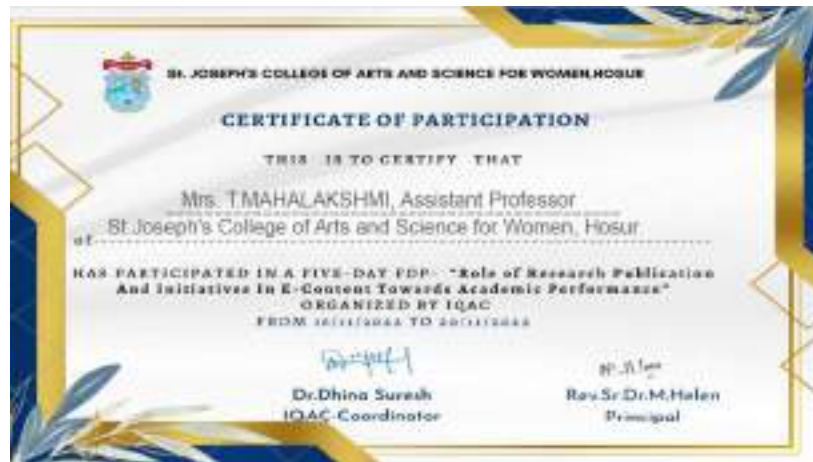 St. JOSEPH'S COLLEGE OF ARTS AND SCIENCE FOR WOMEN,HOSUR
CERTIFICATE OF PARTICIPATION
THIS IS TO CERTIFY THAT
Mrs. T.MAHALAKSHMI, Assistant Professor
of St.Joseph's College of Arts and Science for Women, Hosur
HAS PARTICIPATED IN A FIVE-DAY FDP- "Role of Research Publication
And Initiatives In E-Content Towards Academic Performance"
ORGANIZED BY IQAC
FROM TO
Dr.Dhina Suresh
Rev.Sr.Dr.M.Helen
IQAC-Coordinator
Principal